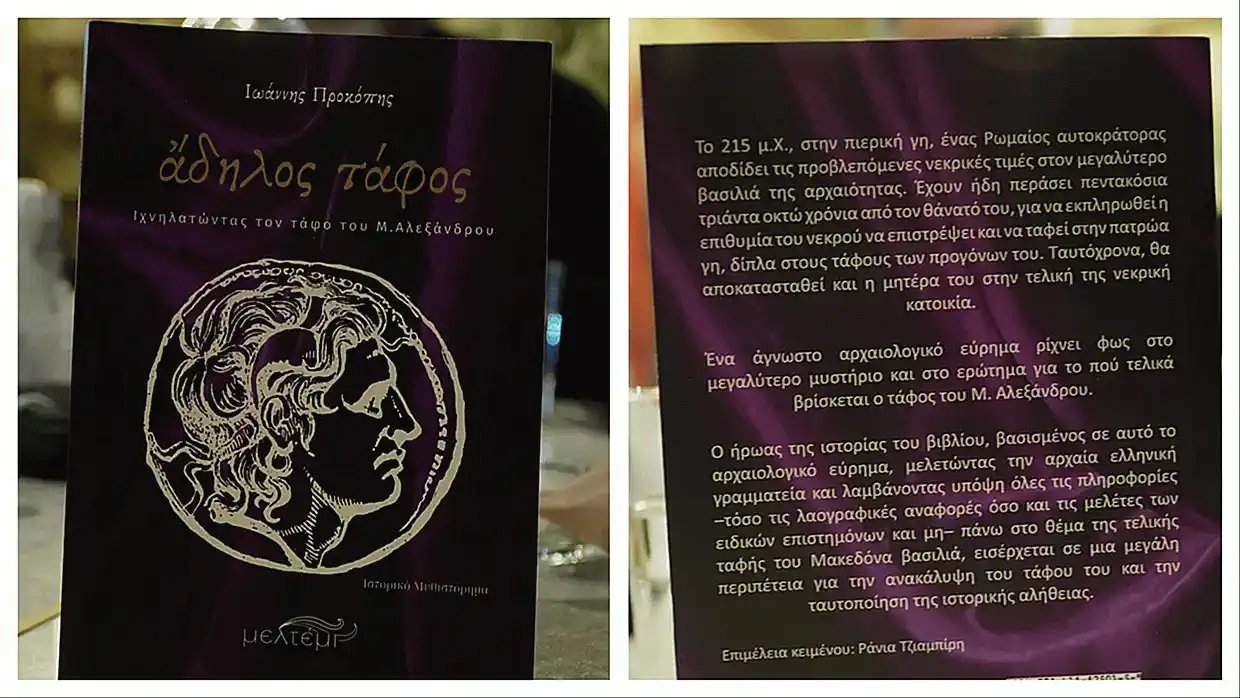 Ιωάννης Προκόπης
ἄδηλος τάφος
Ιχνηλατώντας τον τάφο του Μ.Αλεξάνδρου
Ιστορικό Μυθιστόρημα
μελτέμι
Το 215 μ.Χ., στην πιερική γη, ένας Ρωμαίος αυτοκράτορας
αποδίδει τις προβλεπόμενες νεκρικές τιμές στον μεγαλύτερο
βασιλιά της αρχαιότητας. Έχουν ήδη περάσει πεντακόσια
τριάντα οκτώ χρόνια από τον θάνατό του, για να εκπληρωθεί η
επιθυμία του νεκρού να επιστρέψει και να ταφεί στην πατρώα
γη, δίπλα στους τάφους των προγόνων του. Ταυτόχρονα, θα
αποκατασταθεί και η μητέρα του στην τελική της νεκρική
κατοικία.
Ένα άγνωστο αρχαιολογικό εύρημα ρίχνει φως στο
μεγαλύτερο μυστήριο και στο ερώτημα για το πού τελικά
βρίσκεται ο τάφος του Μ. Αλεξάνδρου.
Ο ήρωας της ιστορίας του βιβλίου, βασισμένος σε αυτό το
αρχαιολογικό εύρημα, μελετώντας την αρχαία ελληνική
γραμματεία και λαμβάνοντας υπόψη όλες τις πληροφορίες
–τόσο τις λαογραφικές αναφορές όσο και τις μελέτες των
ειδικών επιστημόνων και μη– πάνω στο θέμα της τελικής
ταφής του Μακεδόνα βασιλιά, εισέρχεται σε μια μεγάλη
περιπέτεια για την ανακάλυψη του τάφου του και την
ταυτοποίηση της ιστορικής αλήθειας.
Επιμέλεια κειμένου: Ράνια Τζιαμπίρη